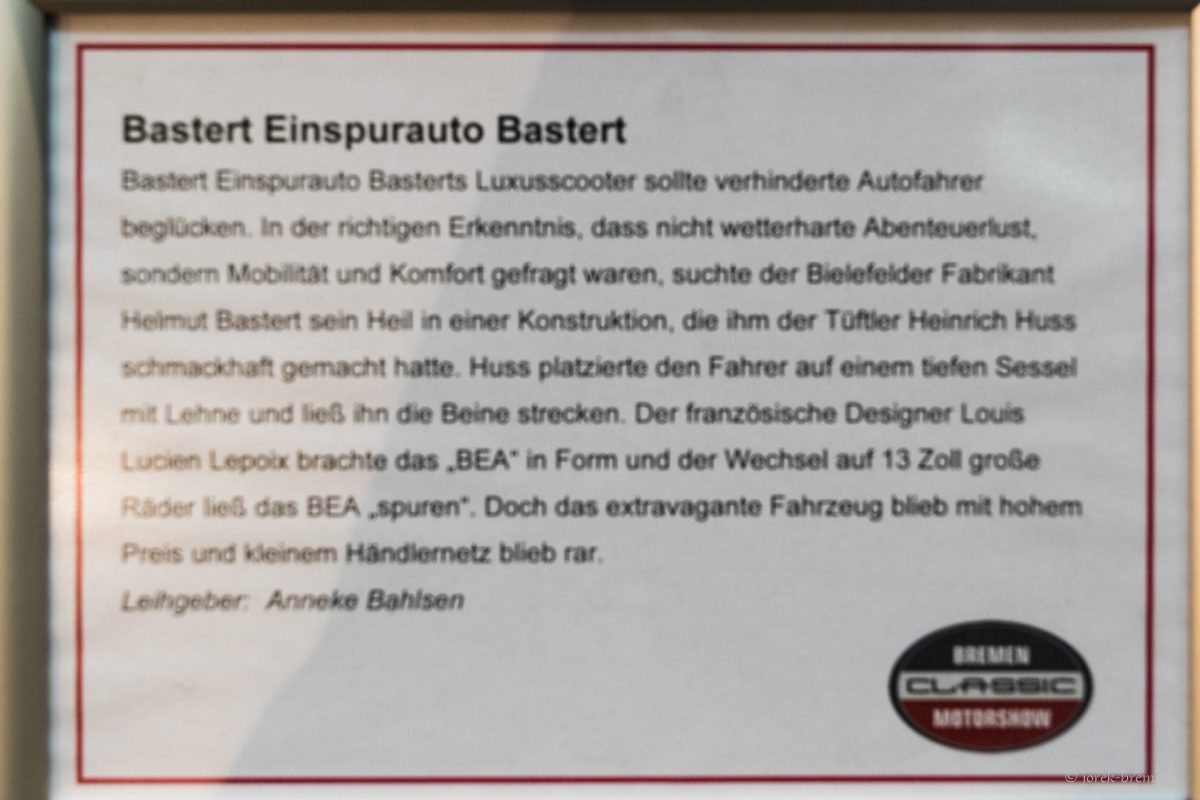 Bastert Einspurauto Bastert
Bastert Einspurauto Basterts Luxusscooter sollte verhinderte Autofahrer
beglücken. In der richtigen Erkenntnis, dass nicht wetterharte Abenteuerlust,
sondern Mobilität und Komfort gefragt waren, suchte der Bielefelder Fabrikant
Helmut Bastert sein Heil in einer Konstruktion, die ihm der Tüftler Heinrich Huss
schmackhaft gemacht hatte. Huss platzierte den Fahrer auf einem tiefen Sessel
mit Lehne und ließ ihn die Beine strecken. Der französische Designer Louis
Lucien Lepoix brachte das „BEA“ in Form und der Wechsel auf 13 Zoll große
Räder ließ das BEA „spuren“. Doch das extravagante Fahrzeug blieb mit hohem
Preis und kleinem Händlernetz blieb rar.
Leihgeber: Anneke Bahlsen
BREMEN
CLASSIC
MOTORSHOW